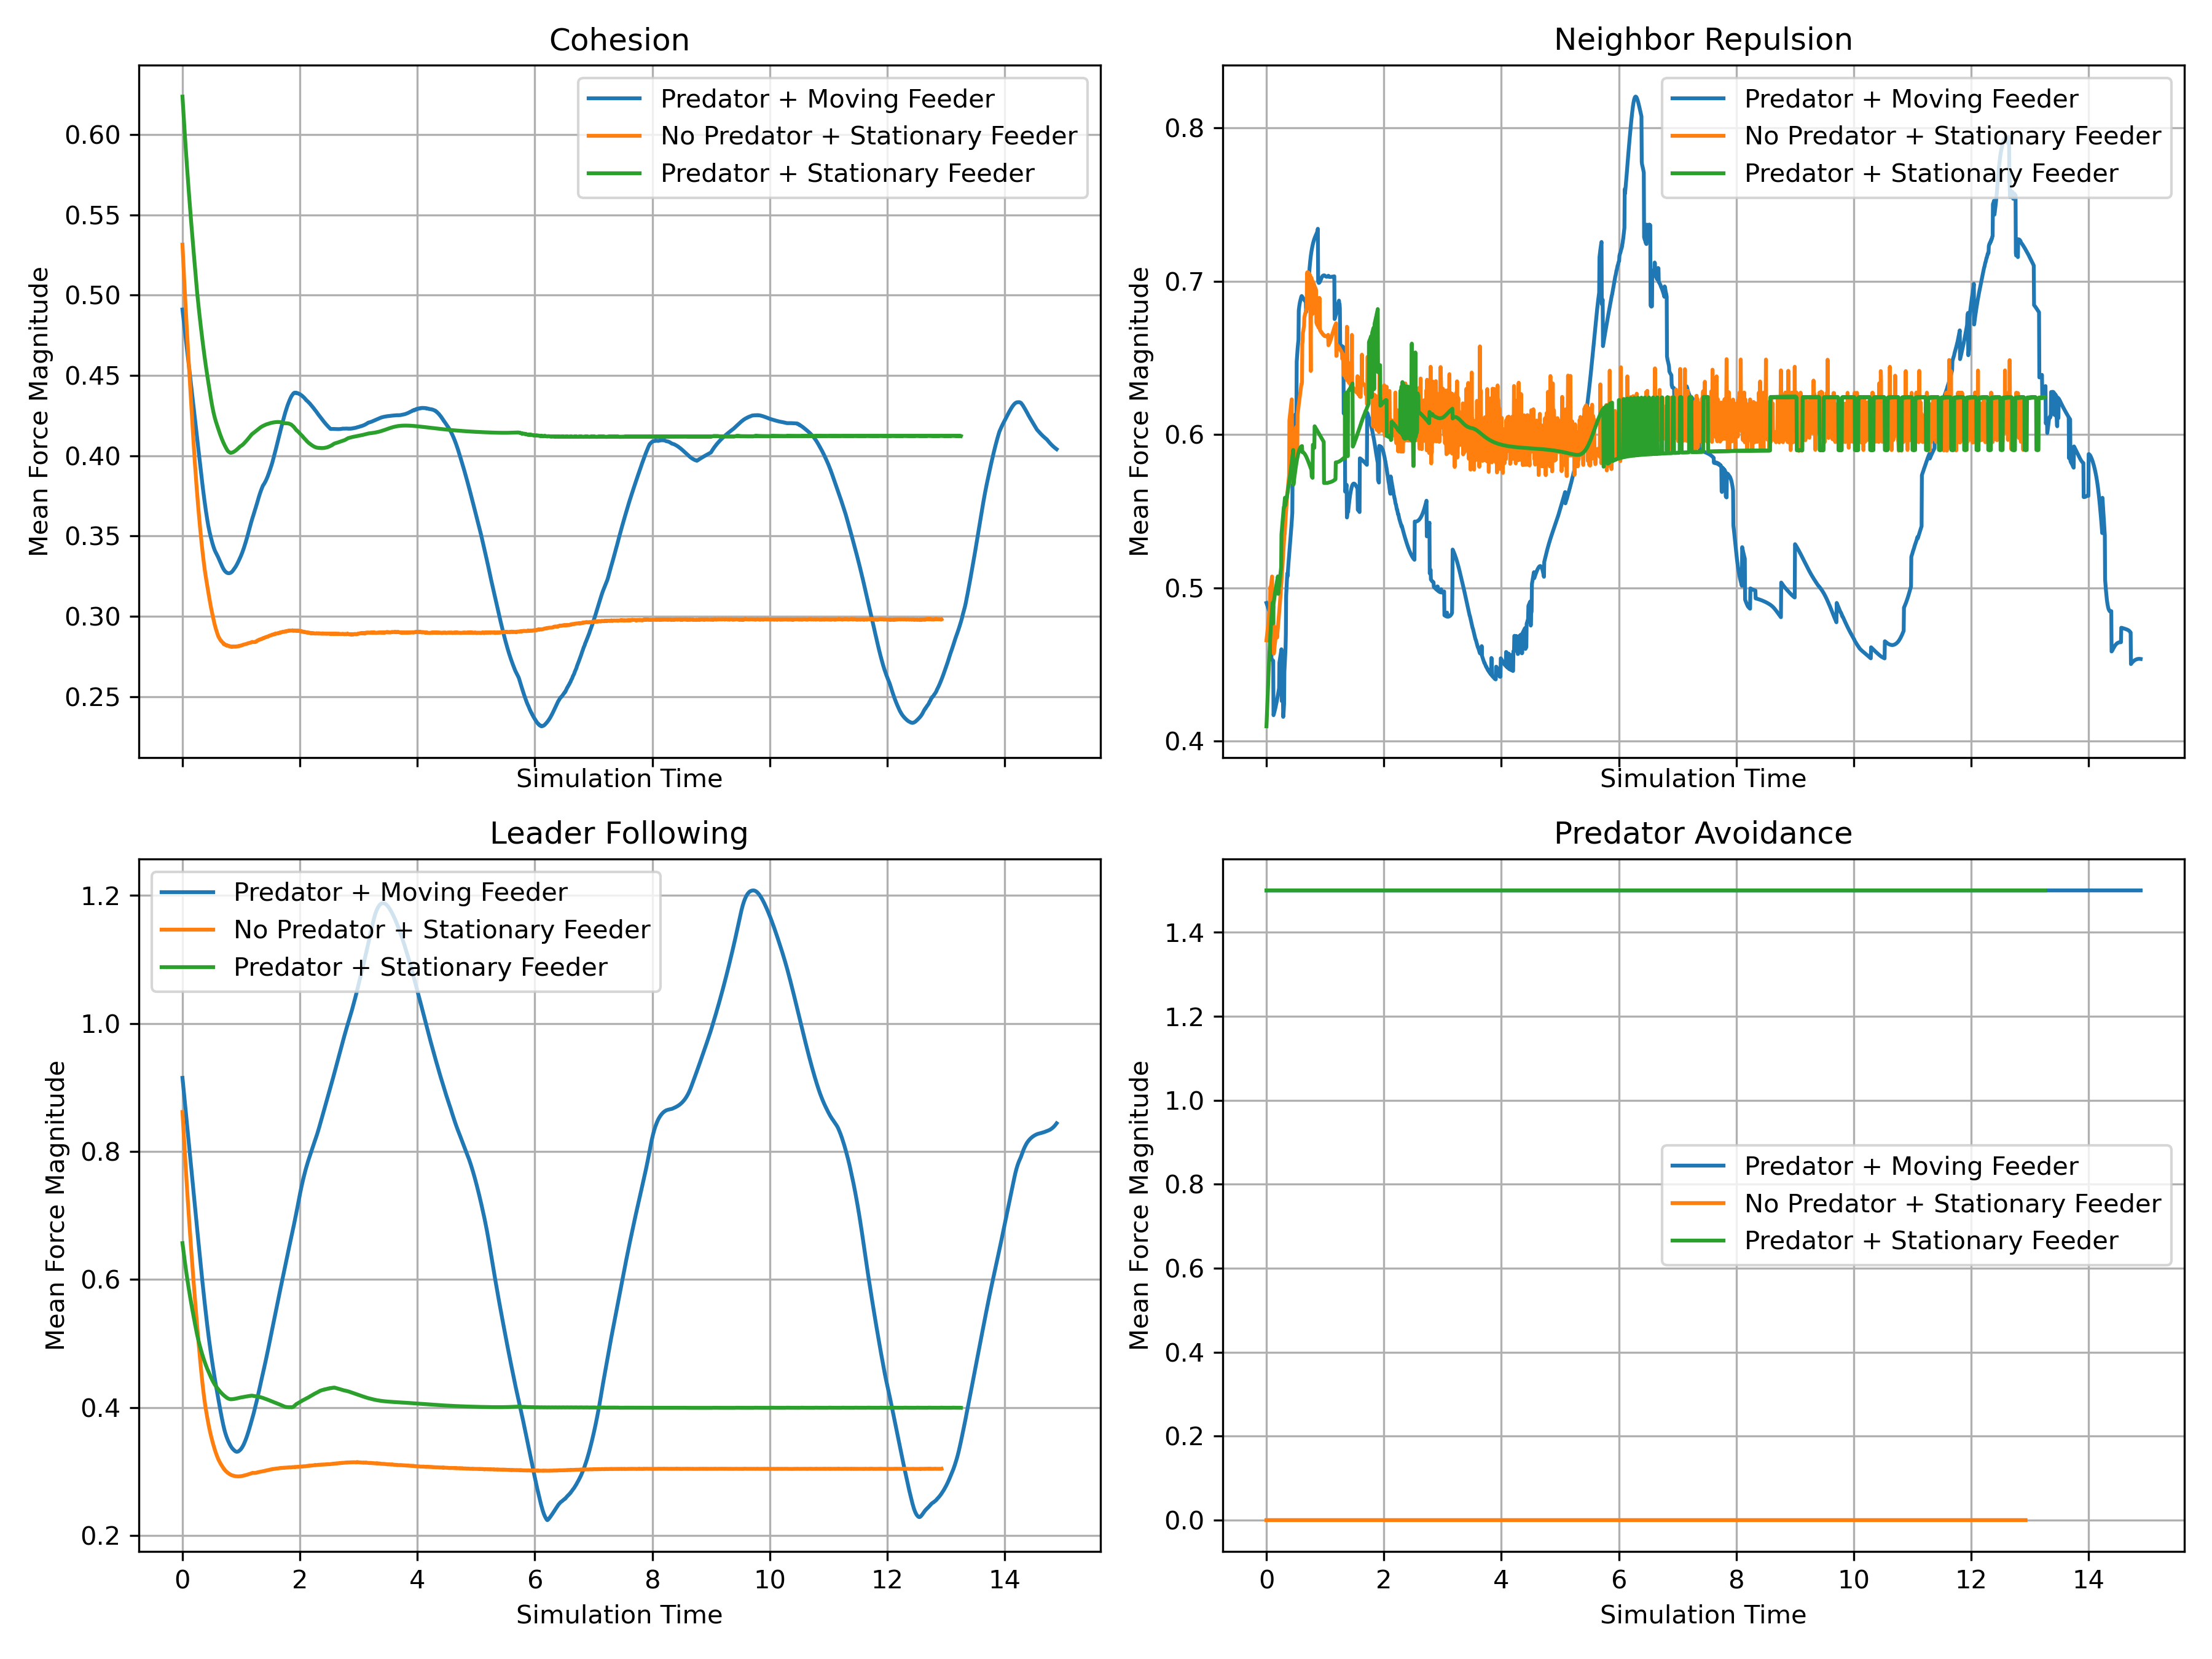 Cohesion
Mean Force Magnitude
0.60
0.55
0.50
0.45
0.40
0.35
0.30
0.25
Predator + Moving Feeder
No Predator + Stationary Feeder
Predator + Stationary Feeder
Simulation Time
Neighbor Repulsion
Mean Force Magnitude
0.8
0.7
0.6
0.5
0.4
Predator + Moving Feeder
No Predator + Stationary Feeder
Predator + Stationary Feeder
Simulation Time
Leader Following
Mean Force Magnitude
1.2
1.0
0.8
0.6
0.4
0.2
Predator + Moving Feeder
No Predator + Stationary Feeder
Predator + Stationary Feeder
0 2 4 6 8 10 12 14
Simulation Time
Predator Avoidance
Mean Force Magnitude
1.4
1.2
1.0
0.8
0.6
0.4
0.2
0.0
Predator + Moving Feeder
No Predator + Stationary Feeder
Predator + Stationary Feeder
0 2 4 6 8 10 12 14
Simulation Time